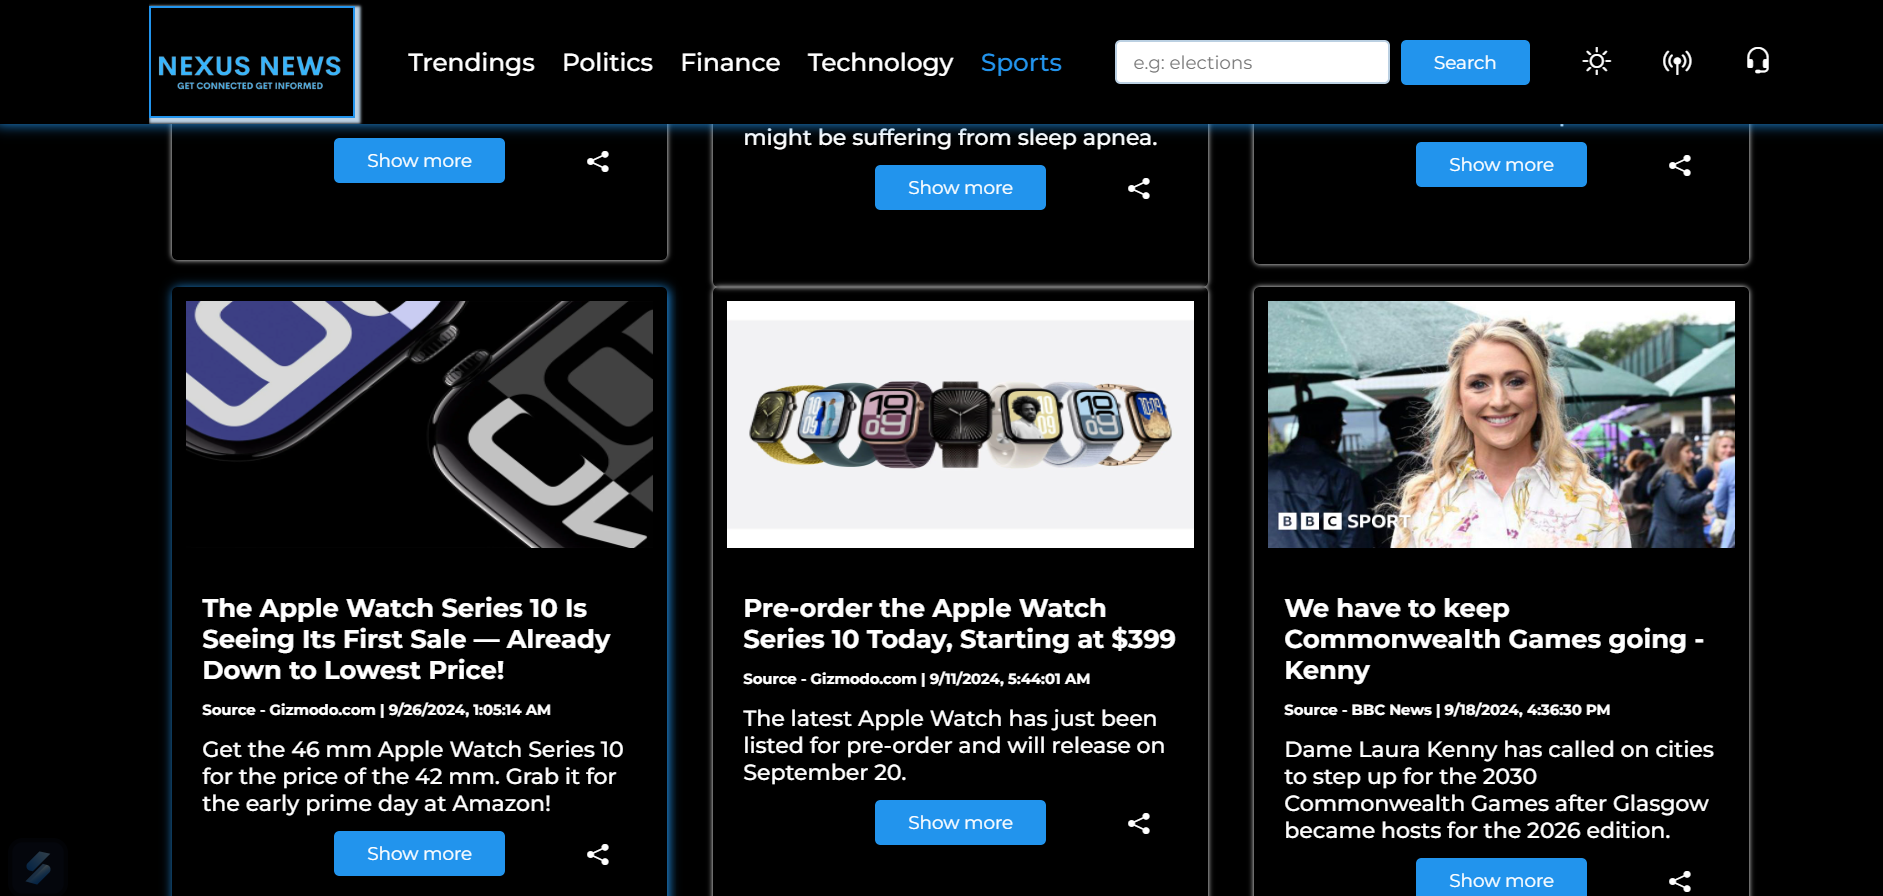 NEXUS NEWS
GET CONNECTED GET INFORMED
Trendings Politics Finance Technology Sports
e.g: elections
Search
Show more
might be suffering from sleep apnea.
Show more
Show more
The Apple Watch Series 10 Is
Seeing Its First Sale — Already
Down to Lowest Price!
Source - Gizmodo.com | 9/26/2024, 1:05:14 AM
Get the 46 mm Apple Watch Series 10
for the price of the 42 mm. Grab it for
the early prime day at Amazon!
Show more
Pre-order the Apple Watch
Series 10 Today, Starting at $399
Source - Gizmodo.com | 9/11/2024, 5:44:01 AM
The latest Apple Watch has just been
listed for pre-order and will release on
September 20.
Show more
BBC SPORT
We have to keep
Commonwealth Games going -
Kenny
Source - BBC News | 9/18/2024, 4:36:30 PM
Dame Laura Kenny has called on cities
to step up for the 2030
Commonwealth Games after Glasgow
became hosts for the 2026 edition.
Show more